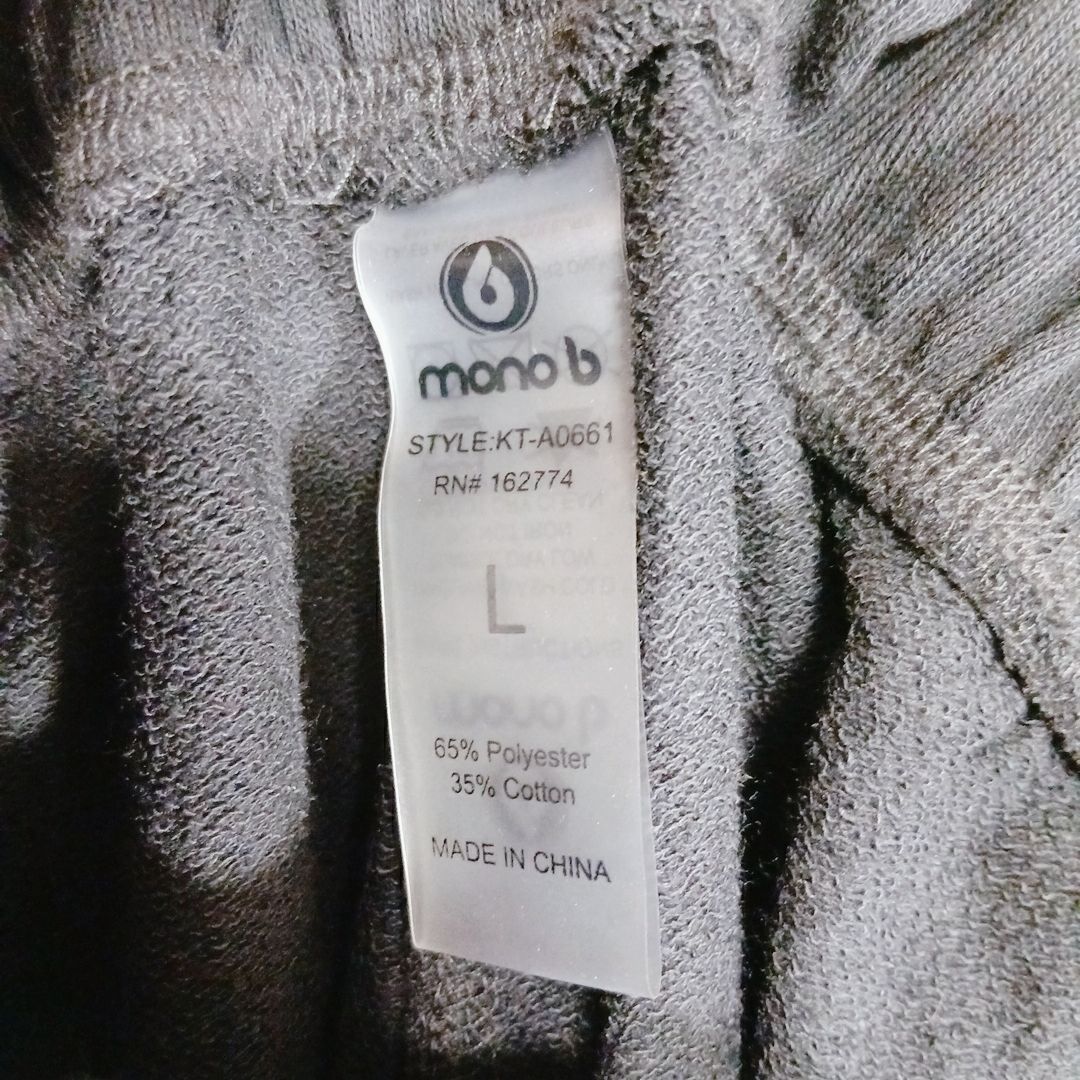 mono b
STYLE:KT-A0661
RN# 162774
L
65% Polyester
35% Cotton
MADE IN CHINA